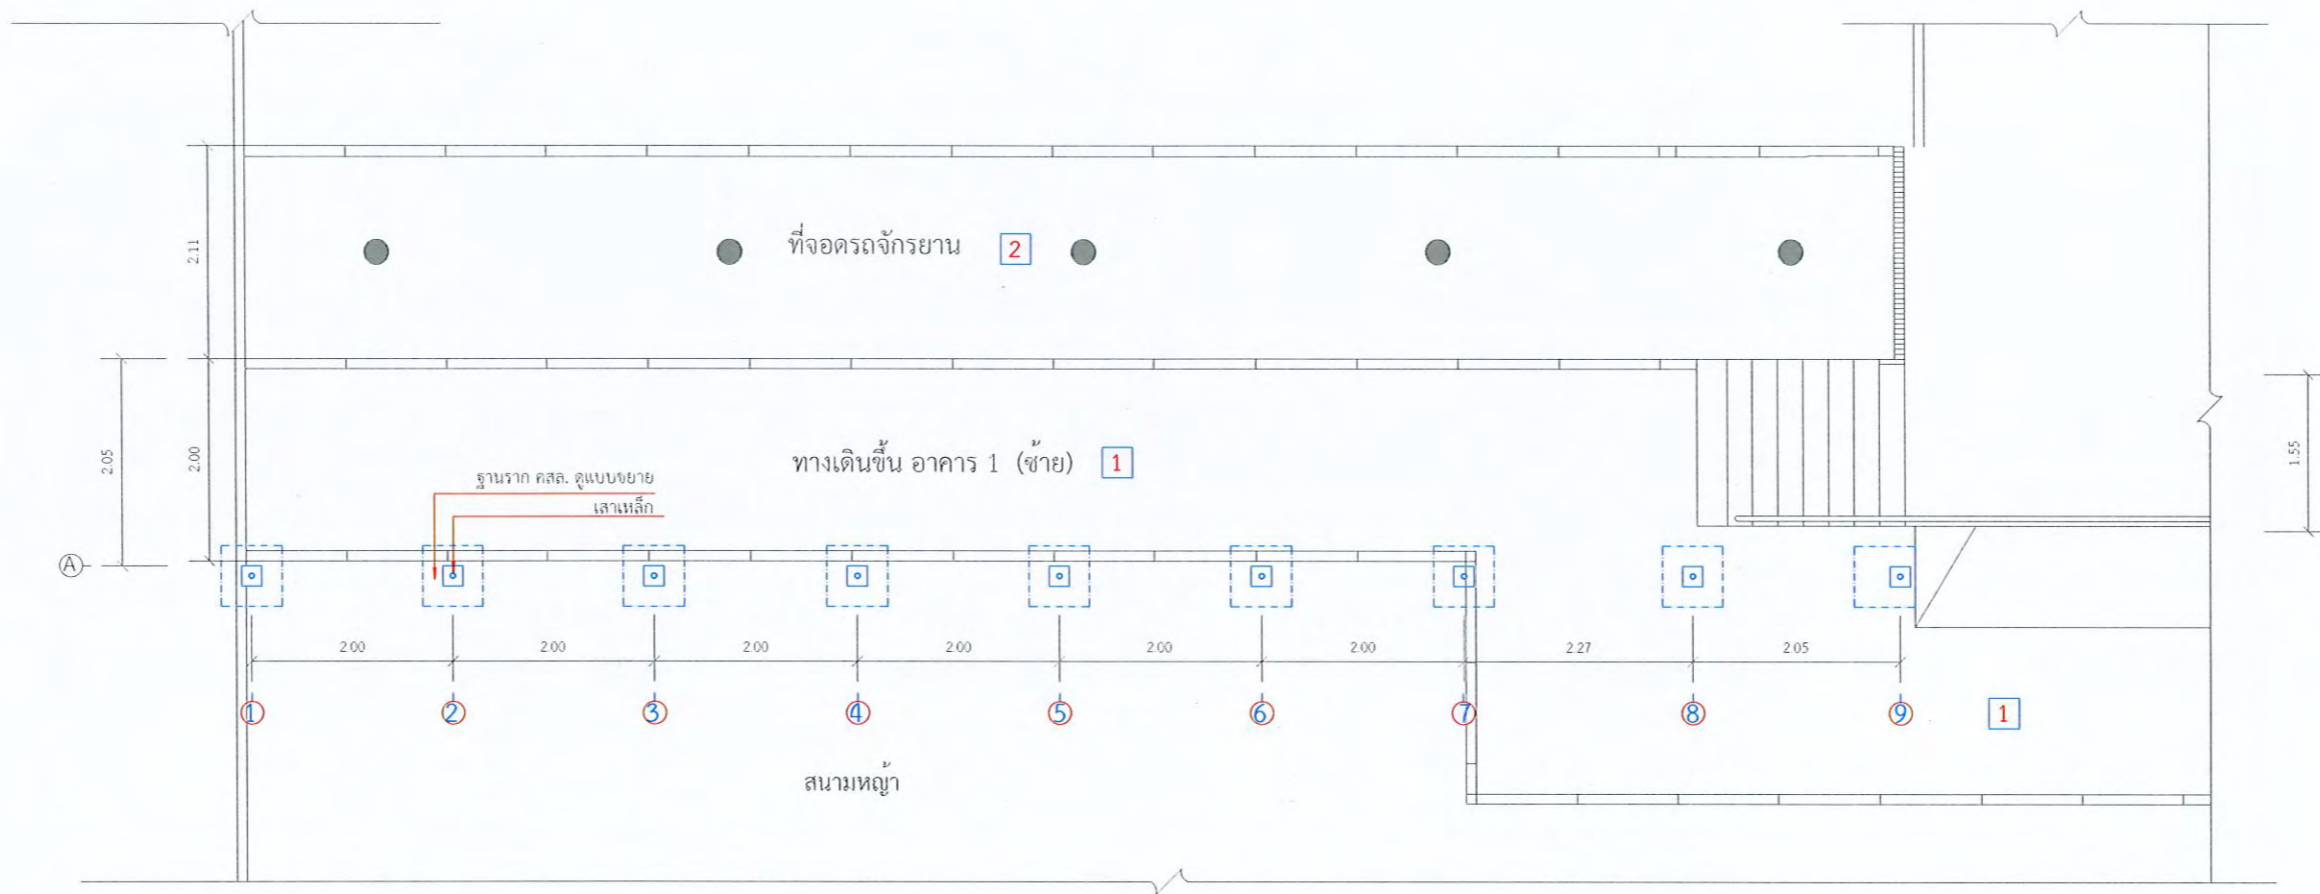 2.11
ที่จอดรถจักรยาน 2
2.05
2.00
1.55
ทางเดินขึ้น อาคาร 1 (ซ้าย) 1
ฐานราก คสล. ดูแบบขยาย
เสาเหล็ก
A
2.00 2.00 2.00 2.00 2.00 2.00 2.27 2.05
1 2 3 4 5 6 7 8 9 1
สนามหญ้า